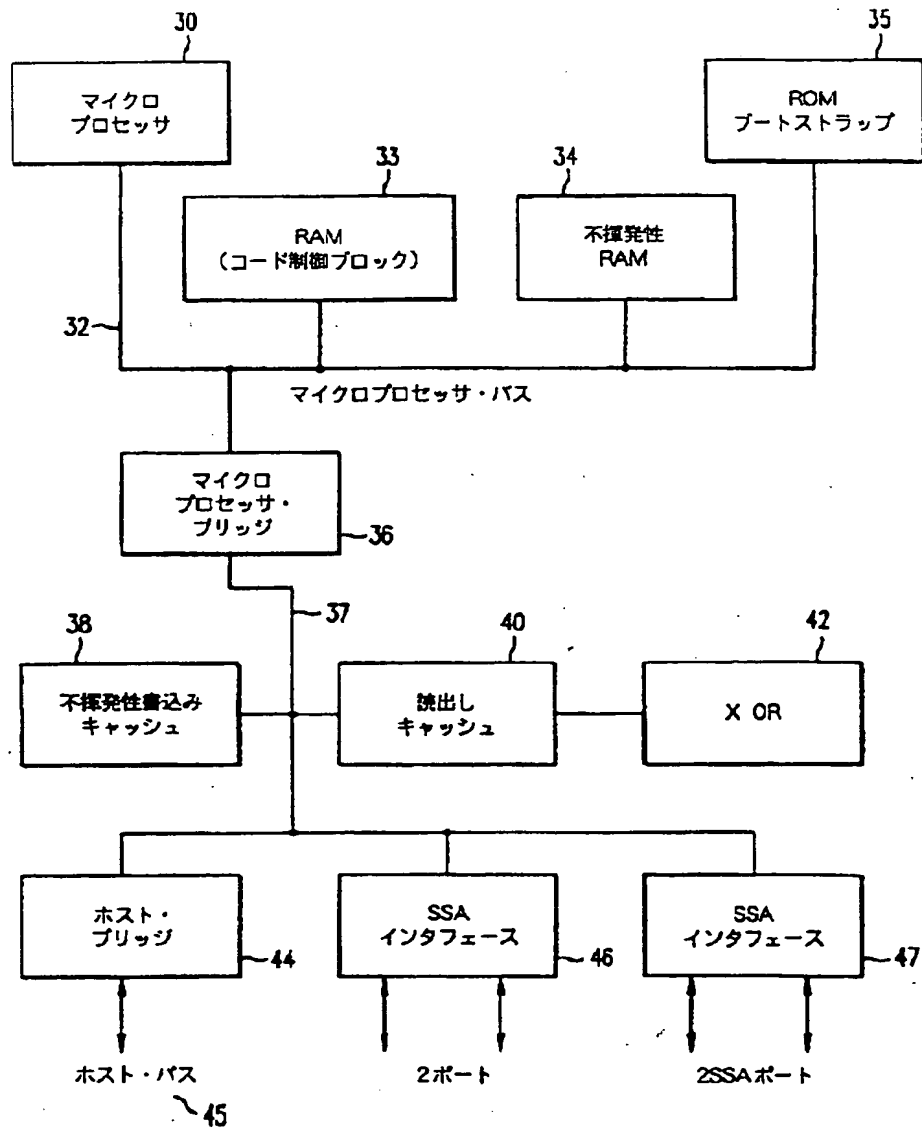 30
マイクロ
プロセッサ
35
ROM
ブートストラップ
33
RAM
(コード制御ブロック)
34
不揮発性
RAM
32
マイクロプロセッサ・バス
マイクロ
プロセッサ・
ブリッジ
36
37
38
不揮発性書込み
キャッシュ
40
読出し
キャッシュ
42
X OR
ホスト・
ブリッジ
44
SSA
インタフェース
46
SSA
インタフェース
47
ホスト・バス
45
2ポート
2SSAポート